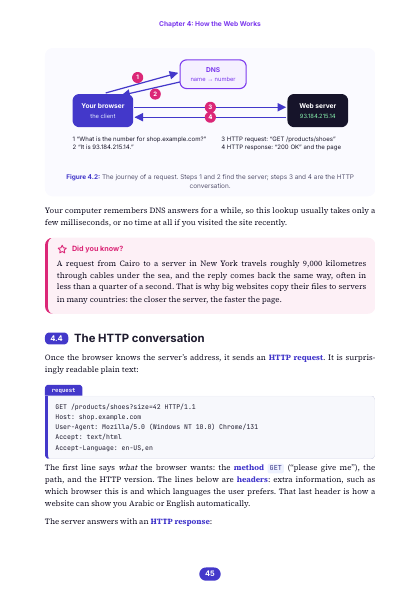 Chapter 4: How the Web Works
DNS
name → number
1
2
Your browser
the client
3
4
Web server
93.184.215.14
1 “What is the number for shop.example.com?”
2 “It is 93.184.215.14.”
3 HTTP request: “GET /products/shoes”
4 HTTP response: “200 OK” and the page
Figure 4.2: The journey of a request. Steps 1 and 2 find the server; steps 3 and 4 are the HTTP
conversation.
Your computer remembers DNS answers for a while, so this lookup usually takes only a
few milliseconds, or no time at all if you visited the site recently.
Did you know?
A request from Cairo to a server in New York travels roughly 9,000 kilometres
through cables under the sea, and the reply comes back the same way, often in
less than a quarter of a second. That is why big websites copy their files to servers
in many countries: the closer the server, the faster the page.
4.4 The HTTP conversation
Once the browser knows the server’s address, it sends an HTTP request. It is surpris-
ingly readable plain text:
request
GET /products/shoes?size=42 HTTP/1.1
Host: shop.example.com
User-Agent: Mozilla/5.0 (Windows NT 10.0) Chrome/131
Accept: text/html
Accept-Language: en-US,en
The first line says what the browser wants: the method GET (“please give me”), the
path, and the HTTP version. The lines below are headers: extra information, such as
which browser this is and which languages the user prefers. That last header is how a
website can show you Arabic or English automatically.
The server answers with an HTTP response:
45